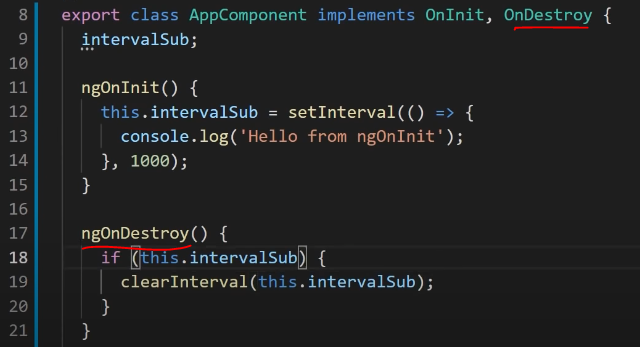 8 export class AppComponent implements OnInit, OnDestroy {
9 intervalSub;
10
11 ngOnInit() {
12 this.intervalSub = setInterval(() => {
13 console.log('Hello from ngOnInit');
14 }, 1000);
15 }
16
17 ngOnDestroy() {
18 if (this.intervalSub) {
19 clearInterval(this.intervalSub);
20 }
21 }